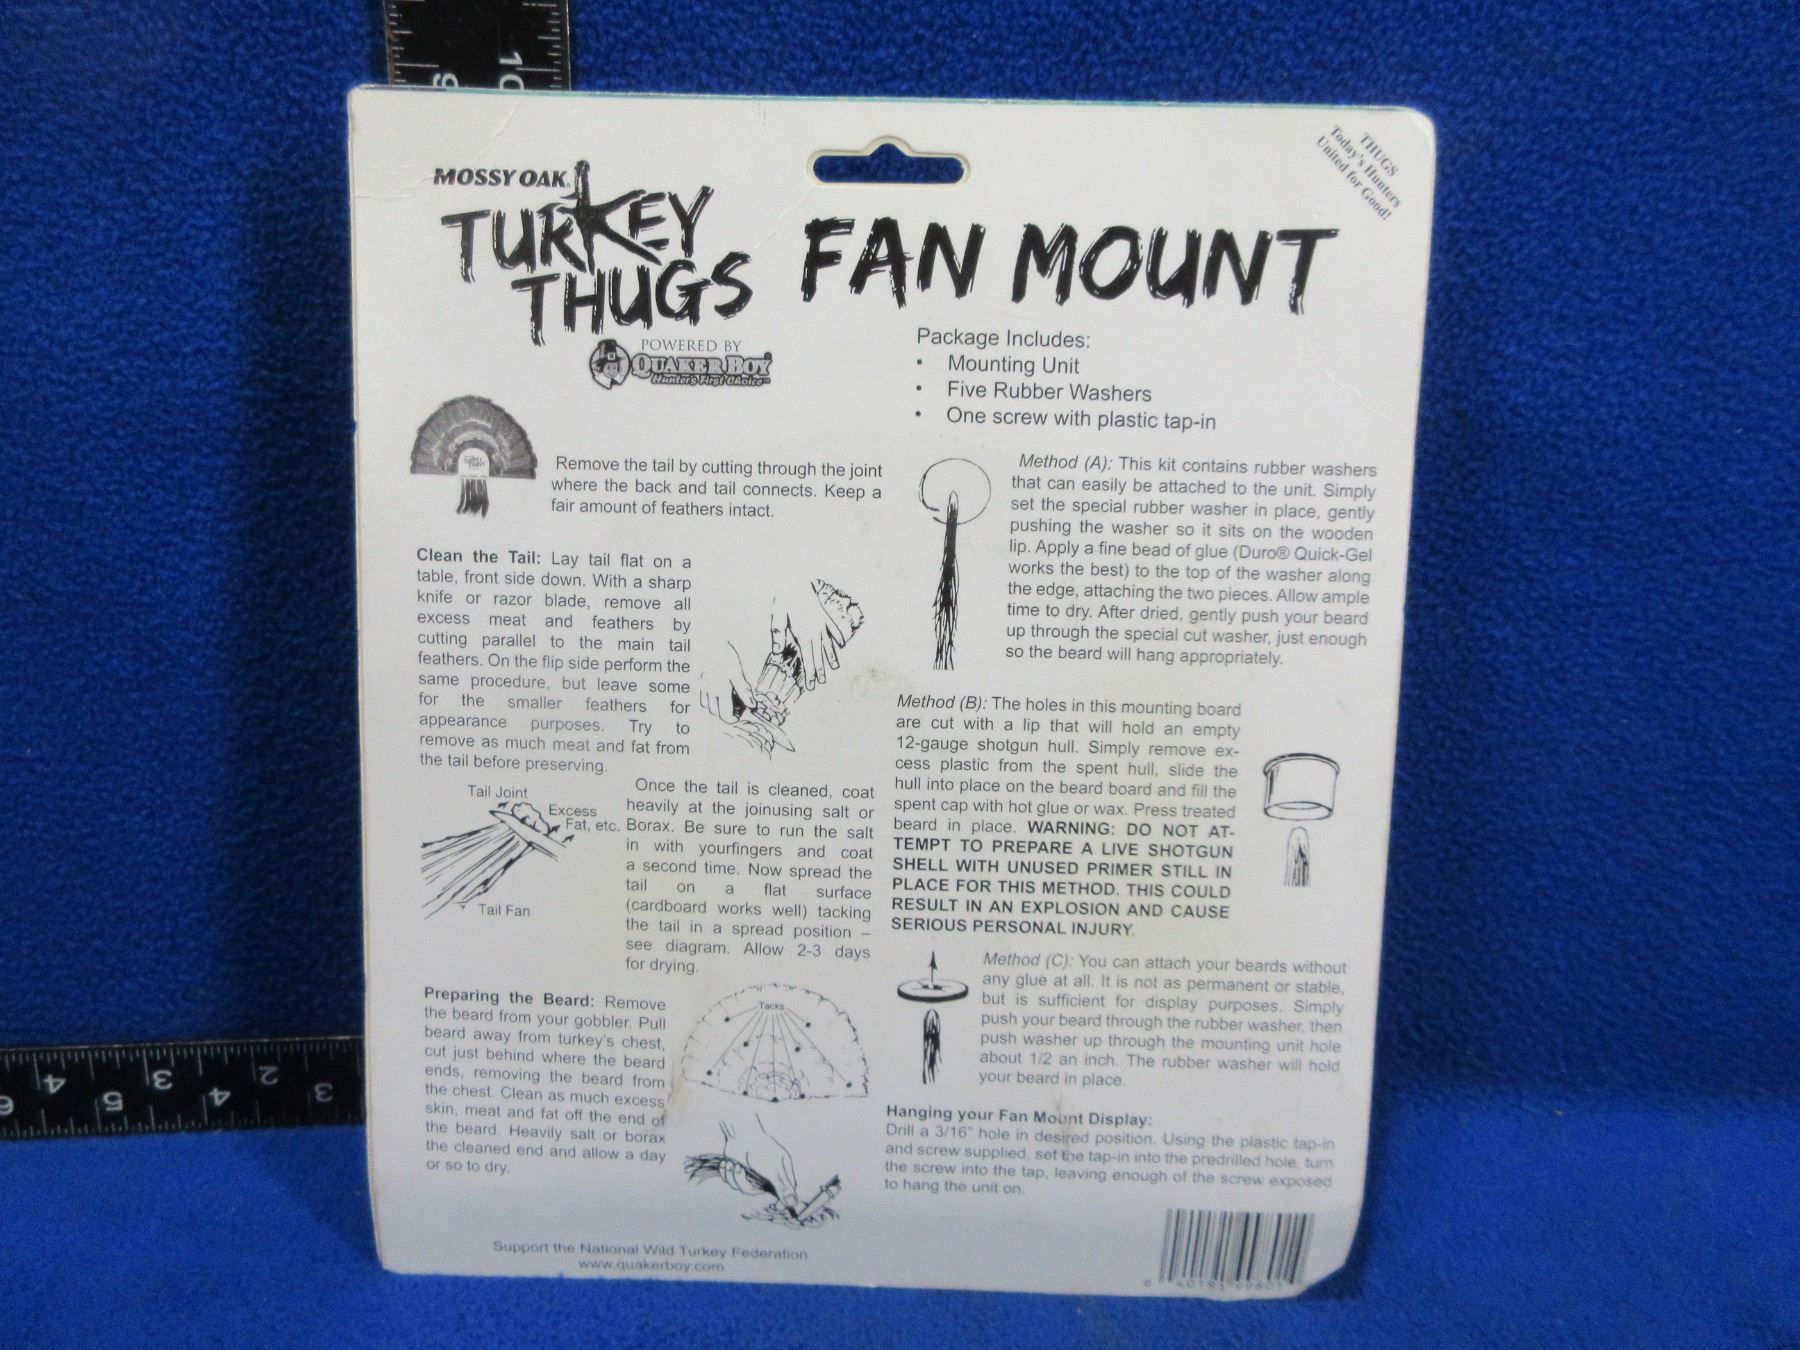 THUGS
Today's Hunters
United for Good!
MOSSY OAK
TURKEY
THUGS
FAN MOUNT
POWERED BY
QUAKER BOY
Hunter's First Choice™
Package Includes:
• Mounting Unit
• Five Rubber Washers
• One screw with plastic tap-in
Remove the tail by cutting through the joint
where the back and tail connects. Keep a
fair amount of feathers intact.
Clean the Tail: Lay tail flat on a
table, front side down. With a sharp
knife or razor blade, remove all
excess meat and feathers by
cutting parallel to the main tail
feathers. On the flip side perform the
same procedure, but leave some
for the smaller feathers for
appearance purposes. Try to
remove as much meat and fat from
the tail before preserving.
Tail Joint
Excess
Fat, etc.
Tail Fan
Once the tail is cleaned, coat
heavily at the joinusing salt or
Borax. Be sure to run the salt
in with yourfingers and coat
a second time. Now spread the
tail on a flat surface
(cardboard works well) tacking
the tail in a spread position –
see diagram. Allow 2-3 days
for drying.
Preparing the Beard: Remove
the beard from your gobbler. Pull
beard away from turkey's chest,
cut just behind where the beard
ends, removing the beard from
the chest. Clean as much excess
skin, meat and fat off the end of
the beard. Heavily salt or borax
the cleaned end and allow a day
or so to dry.
Tacks
Support the National Wild Turkey Federation
www.quakerboy.com
Method (A): This kit contains rubber washers
that can easily be attached to the unit. Simply
set the special rubber washer in place, gently
pushing the washer so it sits on the wooden
lip. Apply a fine bead of glue (Duro® Quick-Gel
works the best) to the top of the washer along
the edge, attaching the two pieces. Allow ample
time to dry. After dried, gently push your beard
up through the special cut washer, just enough
so the beard will hang appropriately.
Method (B): The holes in this mounting board
are cut with a lip that will hold an empty
12-gauge shotgun hull. Simply remove ex-
cess plastic from the spent hull, slide the
hull into place on the beard board and fill the
spent cap with hot glue or wax. Press treated
beard in place. WARNING: DO NOT AT-
TEMPT TO PREPARE A LIVE SHOTGUN
SHELL WITH UNUSED PRIMER STILL IN
PLACE FOR THIS METHOD. THIS COULD
RESULT IN AN EXPLOSION AND CAUSE
SERIOUS PERSONAL INJURY.
Method (C): You can attach your beards without
any glue at all. It is not as permanent or stable,
but is sufficient for display purposes. Simply
push your beard through the rubber washer, then
push washer up through the mounting unit hole
about 1/2 an inch. The rubber washer will hold
your beard in place.
Hanging your Fan Mount Display:
Drill a 3/16" hole in desired position. Using the plastic tap-in
and screw supplied, set the tap-in into the predrilled hole, turn
the screw into the tap, leaving enough of the screw exposed
to hang the unit on.
9 10
4 3 2
6 5 4 3